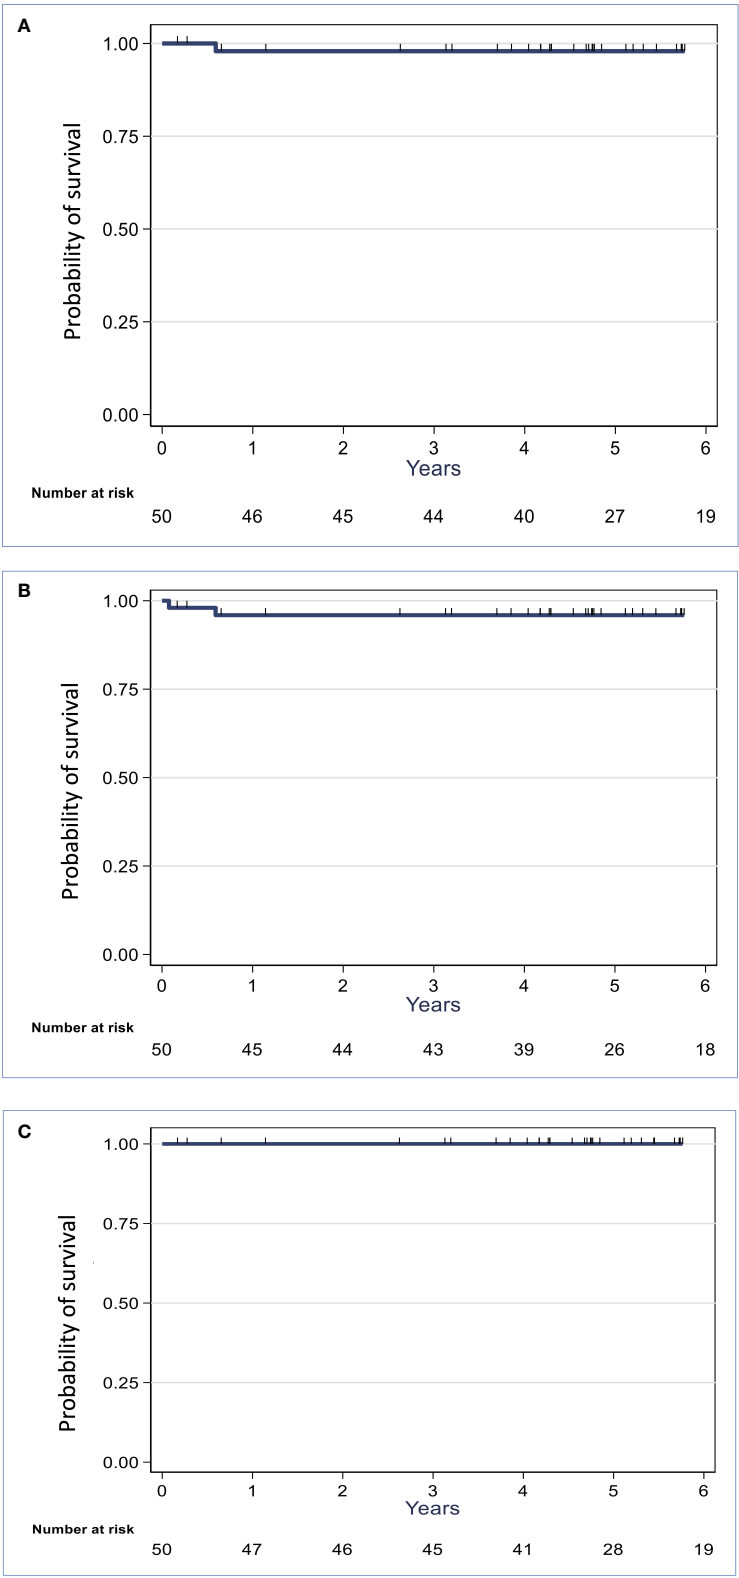 A
Probability of survival
1.00
0.75
0.50
0.25
0.00
0 1 2 3 4 5 6
Years
Number at risk
50 46 45 44 40 27 19
B
Probability of survival
1.00
0.75
0.50
0.25
0.00
0 1 2 3 4 5 6
Years
Number at risk
50 45 44 43 39 26 18
C
Probability of survival
1.00
0.75
0.50
0.25
0.00
0 1 2 3 4 5 6
Years
Number at risk
50 47 46 45 41 28 19